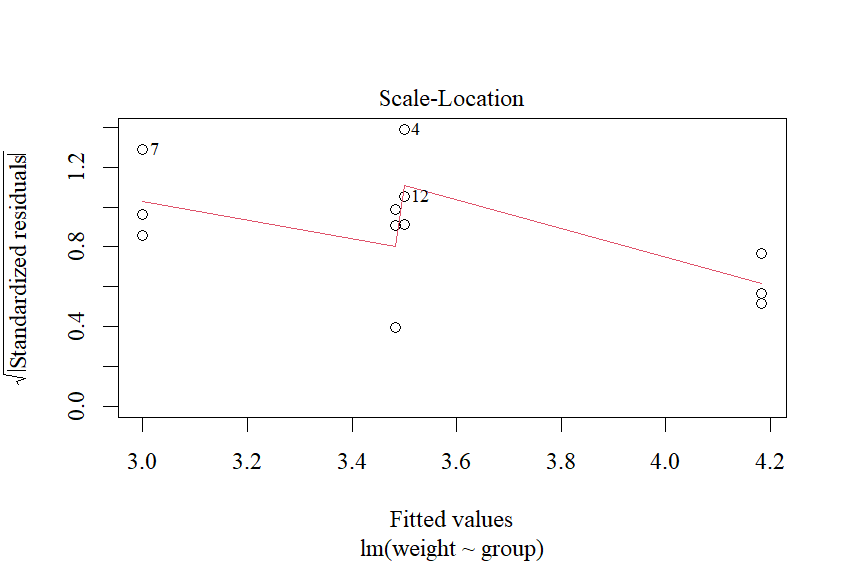 Scale-Location
√|Standardized residuals|
0.0 0.4 0.8 1.2
7
4
12
3.0 3.2 3.4 3.6 3.8 4.0 4.2
Fitted values
lm(weight ~ group)